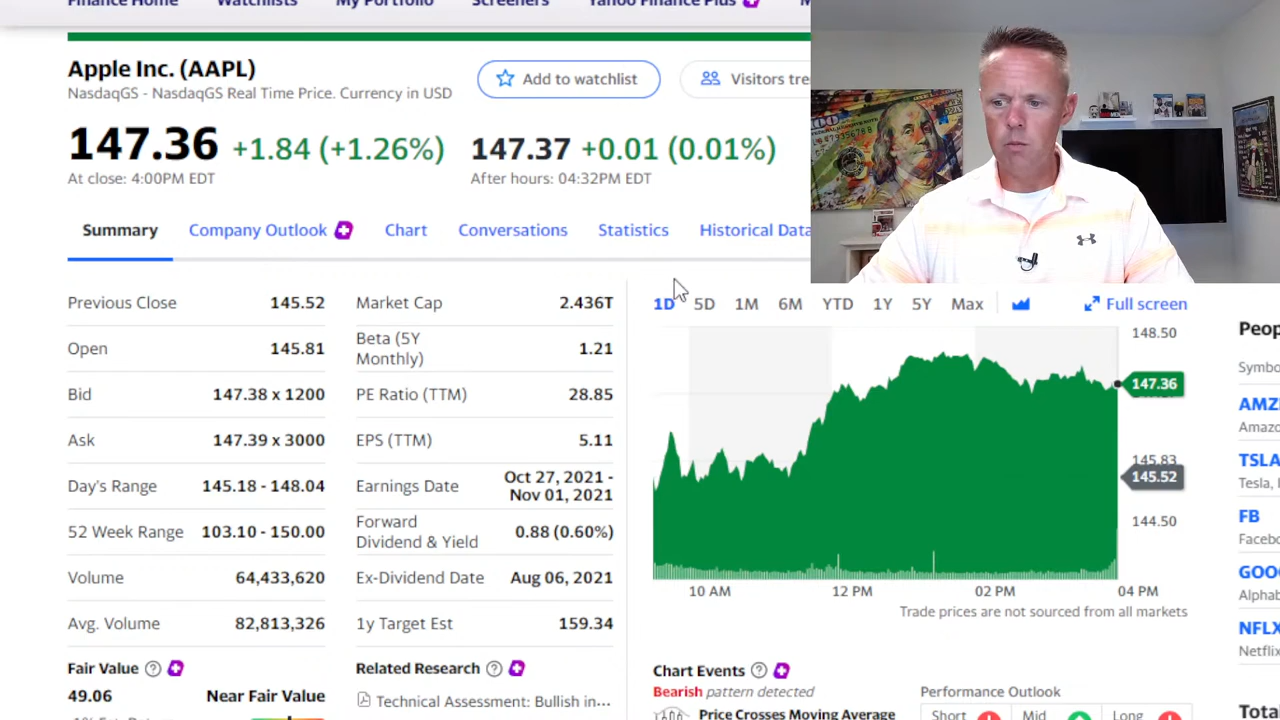 Finance Home Watchlists My Portfolio Screeners Yahoo Finance Plus
Apple Inc. (AAPL)
Add to watchlist
Visitors tre
NasdaqGS - NasdaqGS Real Time Price. Currency in USD
147.36 +1.84 (+1.26%) 147.37 +0.01 (0.01%)
At close: 4:00PM EDT After hours: 04:32PM EDT
Summary Company Outlook Chart Conversations Statistics Historical Data
Previous Close 145.52
Open 145.81
Bid 147.38 x 1200
Ask 147.39 x 3000
Day's Range 145.18 - 148.04
52 Week Range 103.10 - 150.00
Volume 64,433,620
Avg. Volume 82,813,326
Market Cap 2.436T
Beta (5Y
Monthly) 1.21
PE Ratio (TTM) 28.85
EPS (TTM) 5.11
Earnings Date Oct 27, 2021 -
Nov 01, 2021
Forward
Dividend & Yield 0.88 (0.60%)
Ex-Dividend Date Aug 06, 2021
1y Target Est 159.34
1D 5D 1M 6M YTD 1Y 5Y Max Full screen
148.50
147.36
145.83
145.52
144.50
10 AM 12 PM 02 PM 04 PM
Trade prices are not sourced from all markets
Fair Value
49.06 Near Fair Value
Related Research
Technical Assessment: Bullish in...
Chart Events
Bearish pattern detected
Price Crosses Moving Average
Performance Outlook
Short Mid Long
Peop
Symbo
AMZ
Amazo
TSLA
Tesla, I
FB
Facebo
GOO
Alphab
NFLX
Netflix
Total